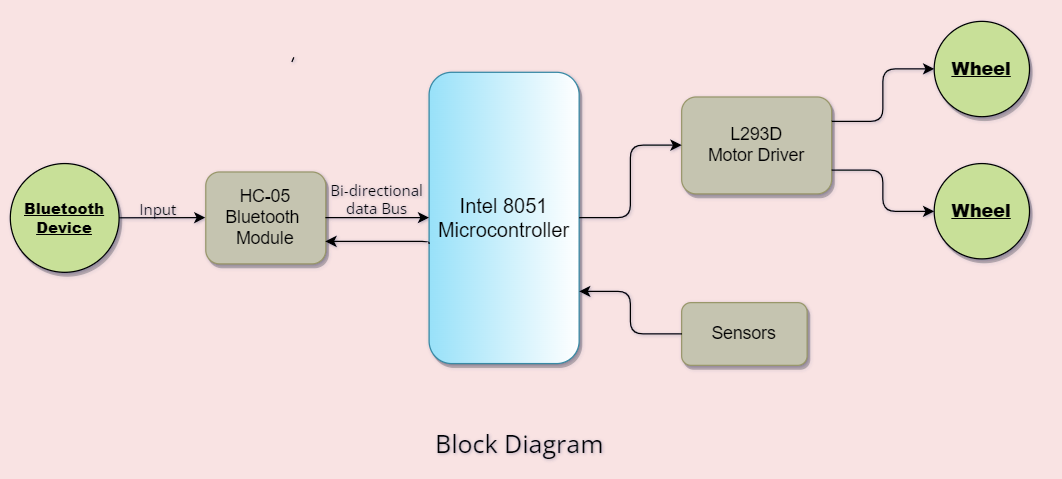 Bluetooth
Device
Input
HC-05
Bluetooth
Module
Bi-directional
data Bus
Intel 8051
Microcontroller
L293D
Motor Driver
Wheel
Wheel
Sensors
Block Diagram